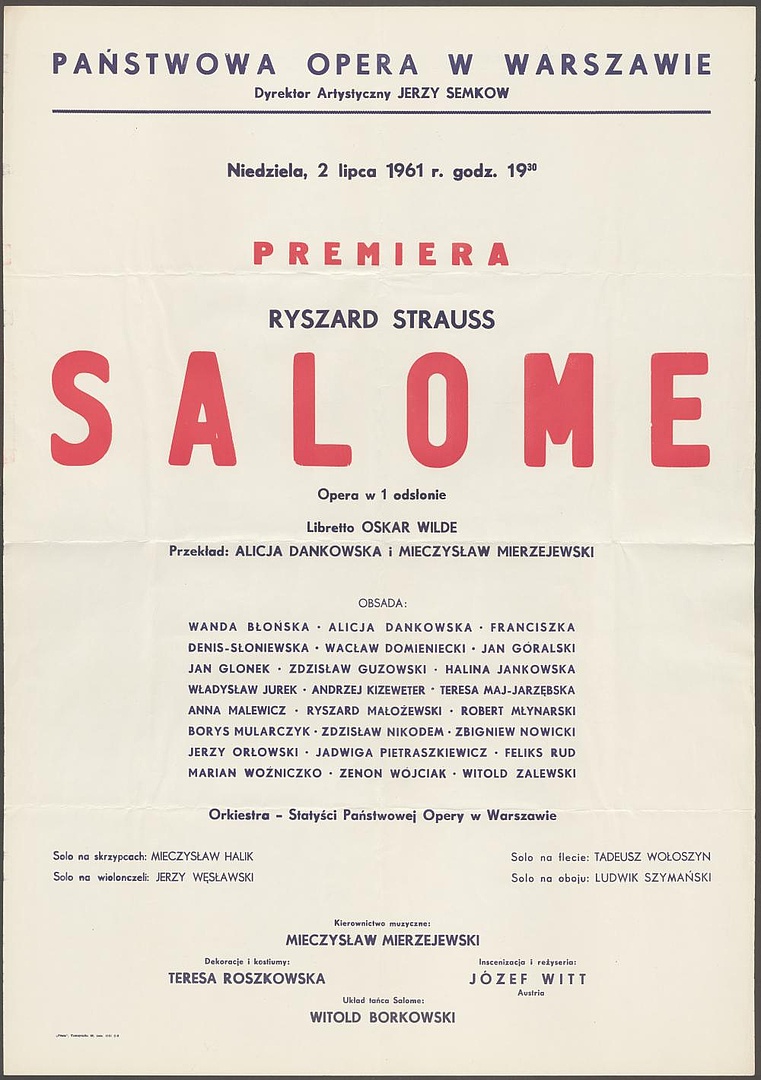 PAŃSTWOWA OPERA W WARSZAWIE
Dyrektor Artystyczny JERZY SEMKOW
Niedziela, 2 lipca 1961 r. godz. 19³⁰
PREMIERA
RYSZARD STRAUSS
SALOME
Opera w 1 odsłonie
Libretto OSKAR WILDE
Przekład: ALICJA DANKOWSKA i MIECZYSŁAW MIERZEJEWSKI
OBSADA:
WANDA BŁOŃSKA · ALICJA DANKOWSKA · FRANCISZKA
DENIS-SŁONIEWSKA · WACŁAW DOMIENIECKI · JAN GÓRALSKI
JAN GLONEK · ZDZISŁAW GUZOWSKI · HALINA JANKOWSKA
WŁADYSŁAW JUREK · ANDRZEJ KIZEWETER · TERESA MAJ-JARZĘBSKA
ANNA MALEWICZ · RYSZARD MAŁOŻEWSKI · ROBERT MŁYNARSKI
BORYS MULARCZYK · ZDZISŁAW NIKODEM · ZBIGNIEW NOWICKI
JERZY ORŁOWSKI · JADWIGA PIETRASZKIEWICZ · FELIKS RUD
MARIAN WOŹNICZKO · ZENON WÓJCIAK · WITOLD ZALEWSKI
Orkiestra – Statyści Państwowej Opery w Warszawie
Solo na skrzypcach: MIECZYSŁAW HALIK
Solo na flecie: TADEUSZ WOŁOSZYN
Solo na wiolonczeli: JERZY WĘSŁAWSKI
Solo na oboju: LUDWIK SZYMAŃSKI
Kierownictwo muzyczne:
MIECZYSŁAW MIERZEJEWSKI
Dekoracje i kostiumy:
TERESA ROSZKOWSKA
Inscenizacja i reżyseria:
JÓZEF WITT
Austria
Układ tańca Salome:
WITOLD BORKOWSKI